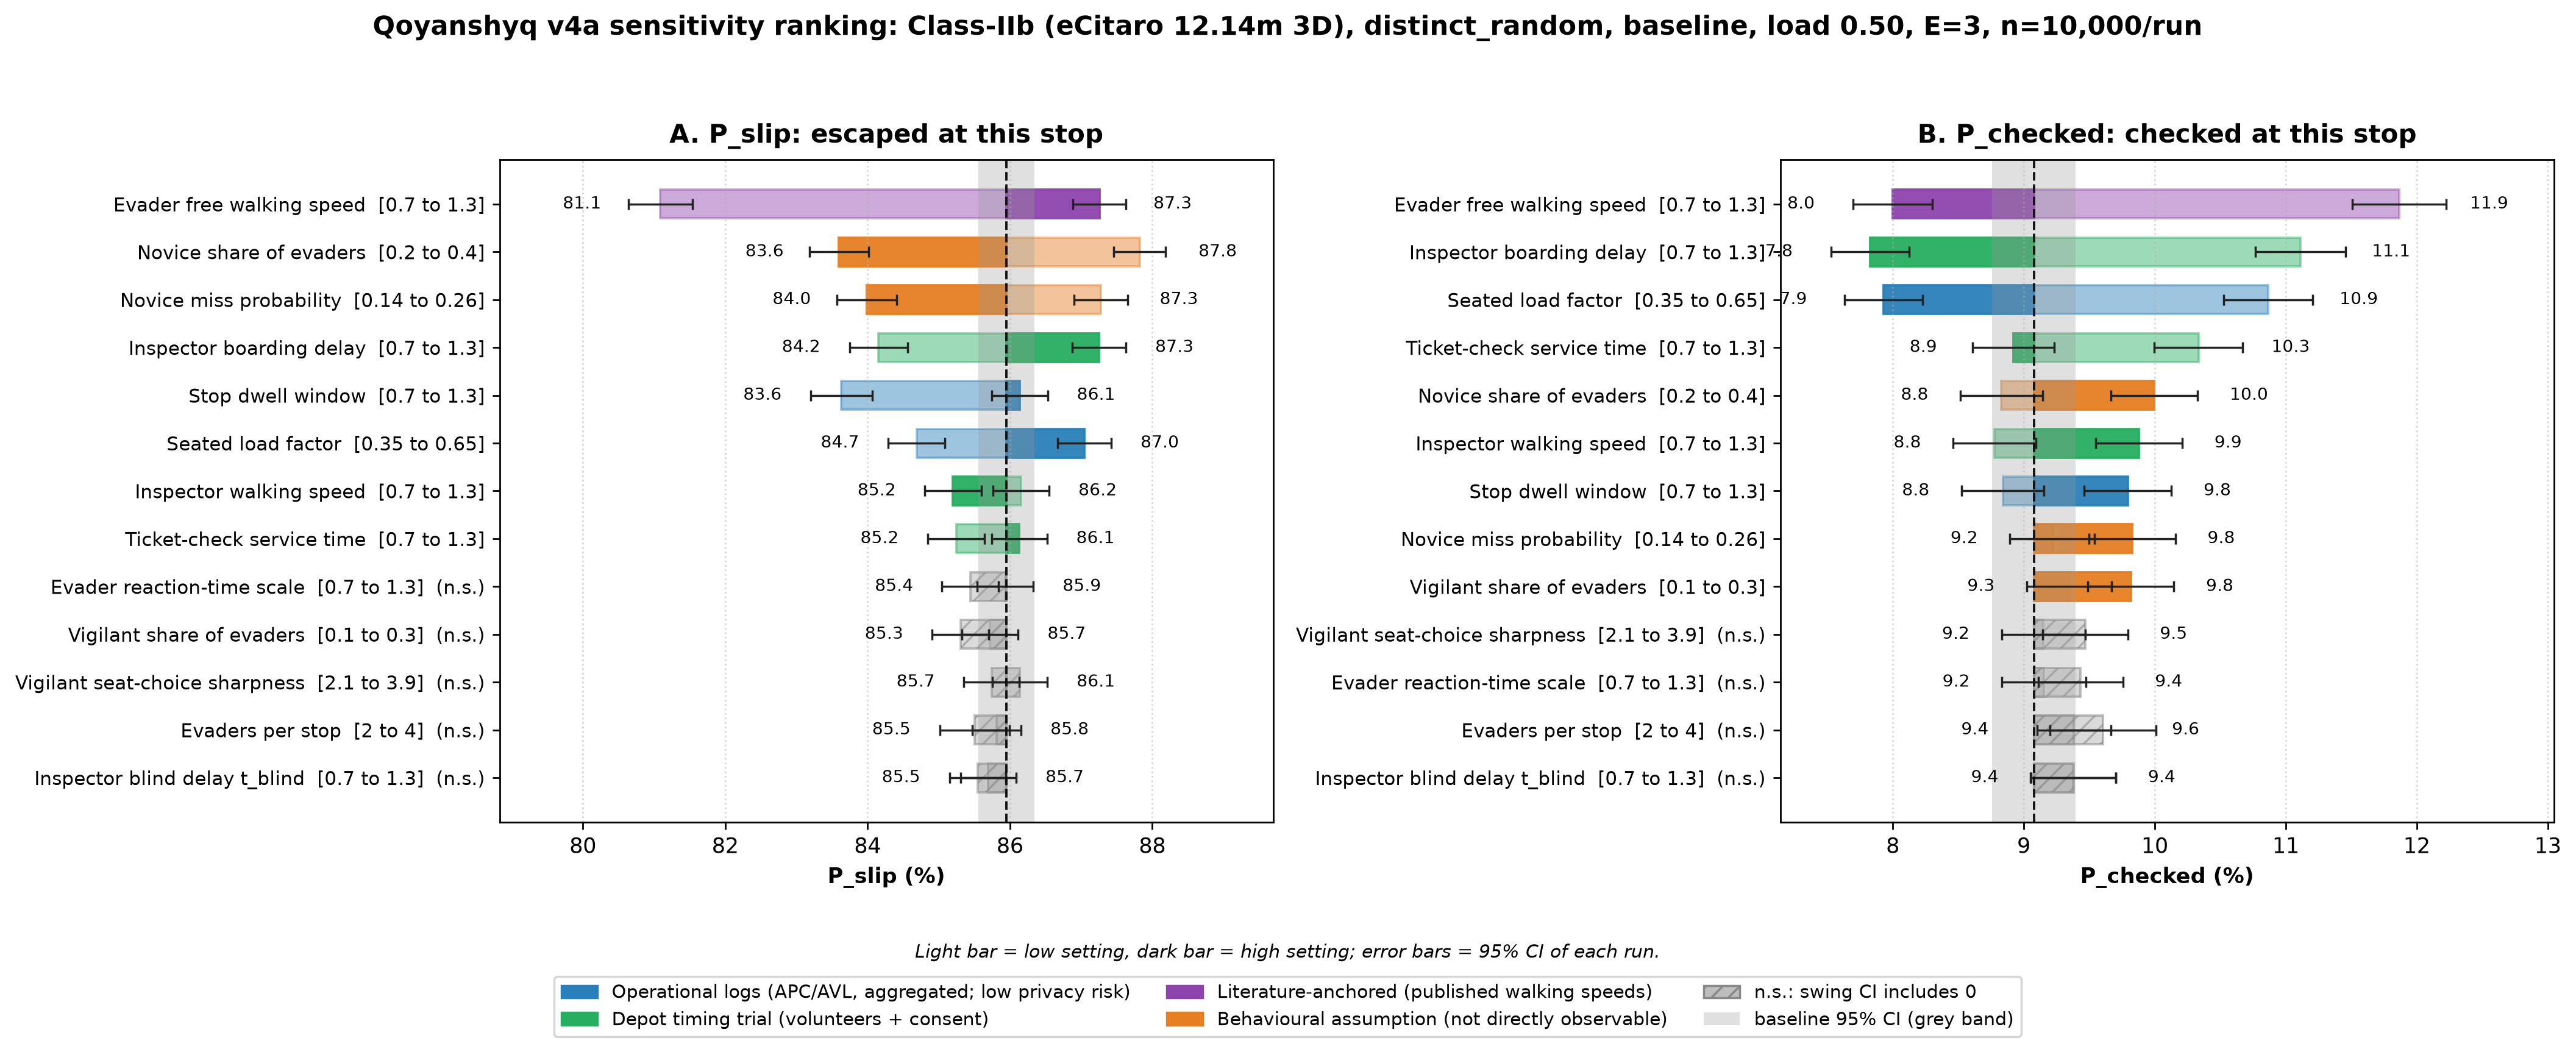 Qoyanshyq v4a sensitivity ranking: Class-IIb (eCitaro 12.14m 3D), distinct_random, baseline, load 0.50, E=3, n=10,000/run
A. P_slip: escaped at this stop
Evader free walking speed [0.7 to 1.3] 81.1 87.3
Novice share of evaders [0.2 to 0.4] 83.6 87.8
Novice miss probability [0.14 to 0.26] 84.0 87.3
Inspector boarding delay [0.7 to 1.3] 84.2 87.3
Stop dwell window [0.7 to 1.3] 83.6 86.1
Seated load factor [0.35 to 0.65] 84.7 87.0
Inspector walking speed [0.7 to 1.3] 85.2 86.2
Ticket-check service time [0.7 to 1.3] 85.2 86.1
Evader reaction-time scale [0.7 to 1.3] (n.s.) 85.4 85.9
Vigilant share of evaders [0.1 to 0.3] (n.s.) 85.3 85.7
Vigilant seat-choice sharpness [2.1 to 3.9] (n.s.) 85.7 86.1
Evaders per stop [2 to 4] (n.s.) 85.5 85.8
Inspector blind delay t_blind [0.7 to 1.3] (n.s.) 85.5 85.7
80 82 84 86 88
P_slip (%)
B. P_checked: checked at this stop
Evader free walking speed [0.7 to 1.3] 8.0 11.9
Inspector boarding delay [0.7 to 1.3] 7.8 11.1
Seated load factor [0.35 to 0.65] 7.9 10.9
Ticket-check service time [0.7 to 1.3] 8.9 10.3
Novice share of evaders [0.2 to 0.4] 8.8 10.0
Inspector walking speed [0.7 to 1.3] 8.8 9.9
Stop dwell window [0.7 to 1.3] 8.8 9.8
Novice miss probability [0.14 to 0.26] 9.2 9.8
Vigilant share of evaders [0.1 to 0.3] 9.3 9.8
Vigilant seat-choice sharpness [2.1 to 3.9] (n.s.) 9.2 9.5
Evader reaction-time scale [0.7 to 1.3] (n.s.) 9.2 9.4
Evaders per stop [2 to 4] (n.s.) 9.4 9.6
Inspector blind delay t_blind [0.7 to 1.3] (n.s.) 9.4 9.4
8 9 10 11 12 13
P_checked (%)
Light bar = low setting, dark bar = high setting; error bars = 95% CI of each run.
Operational logs (APC/AVL, aggregated; low privacy risk)
Depot timing trial (volunteers + consent)
Literature-anchored (published walking speeds)
Behavioural assumption (not directly observable)
n.s.: swing CI includes 0
baseline 95% CI (grey band)